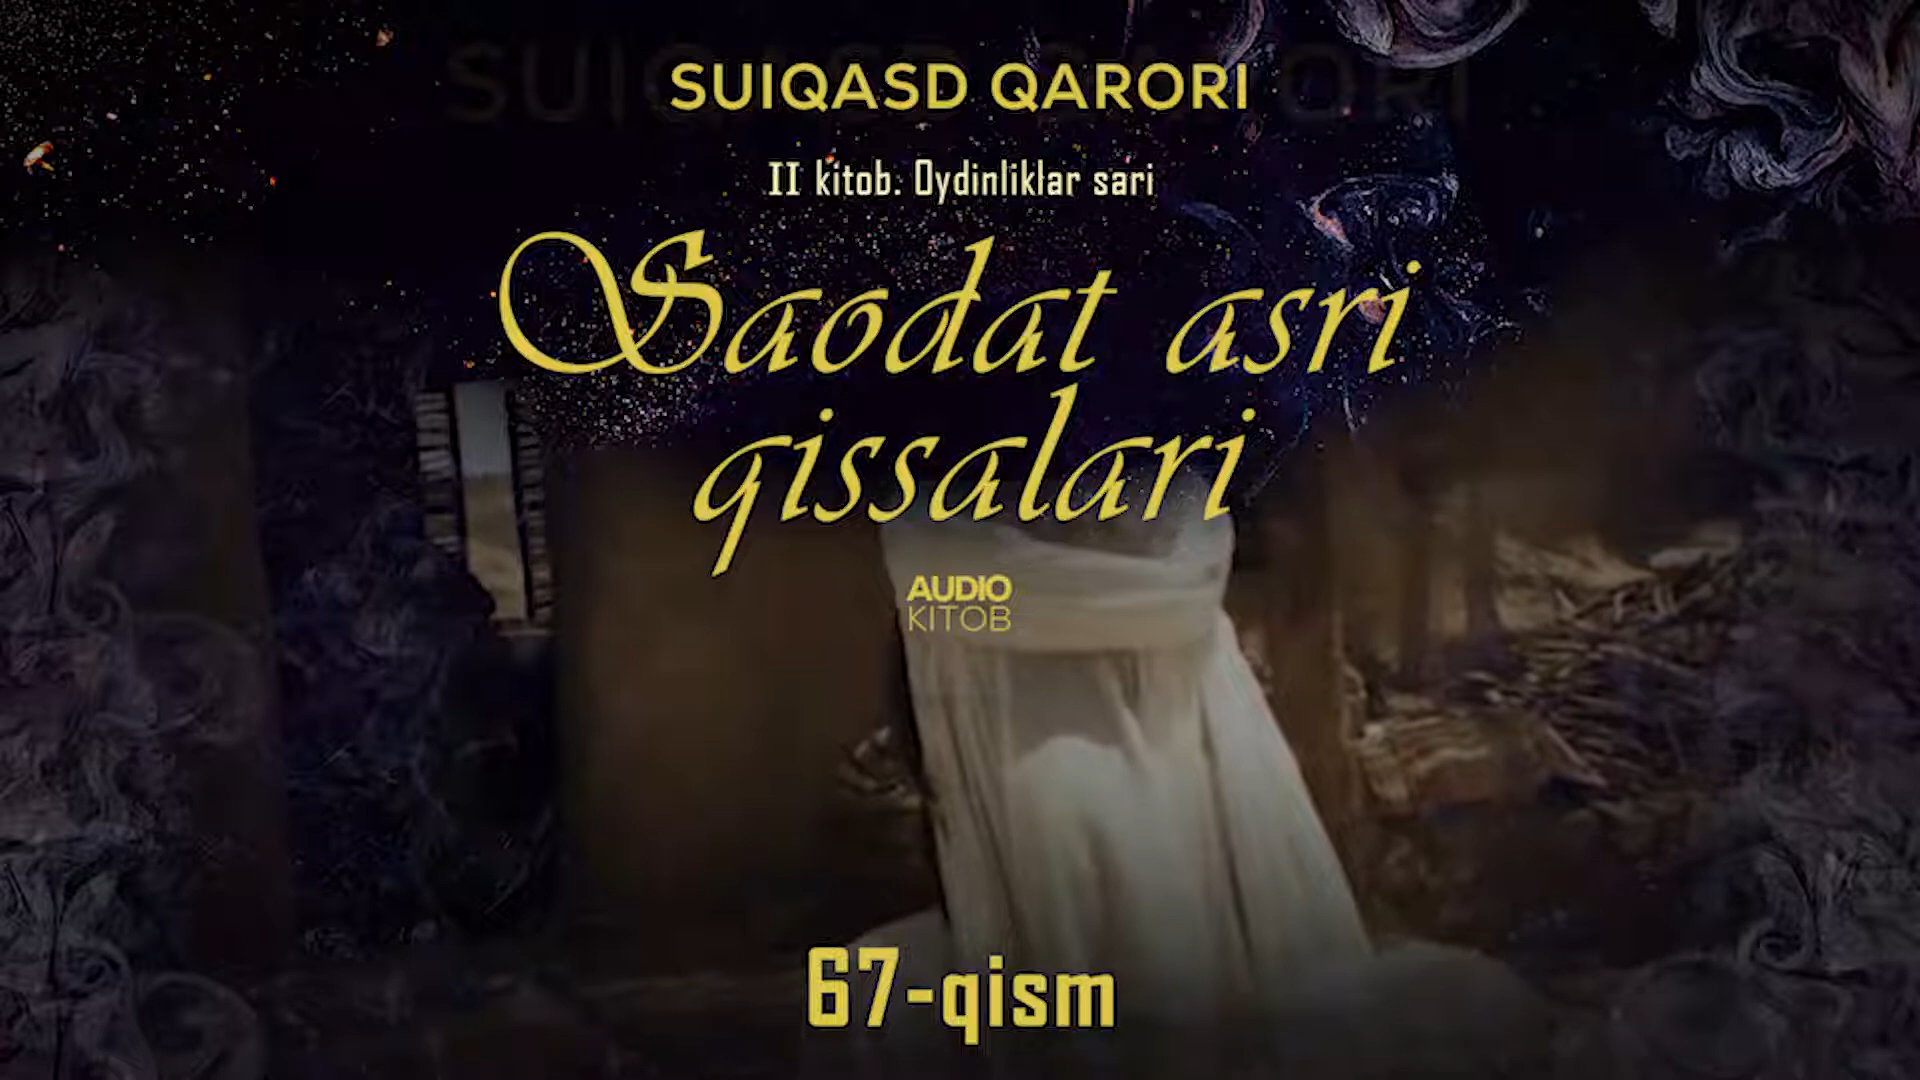 SUIQASD QARORI
II kitob. Oydinliklar sari
Saodat asri
qissalari
AUDIO
KITOB
67-qism